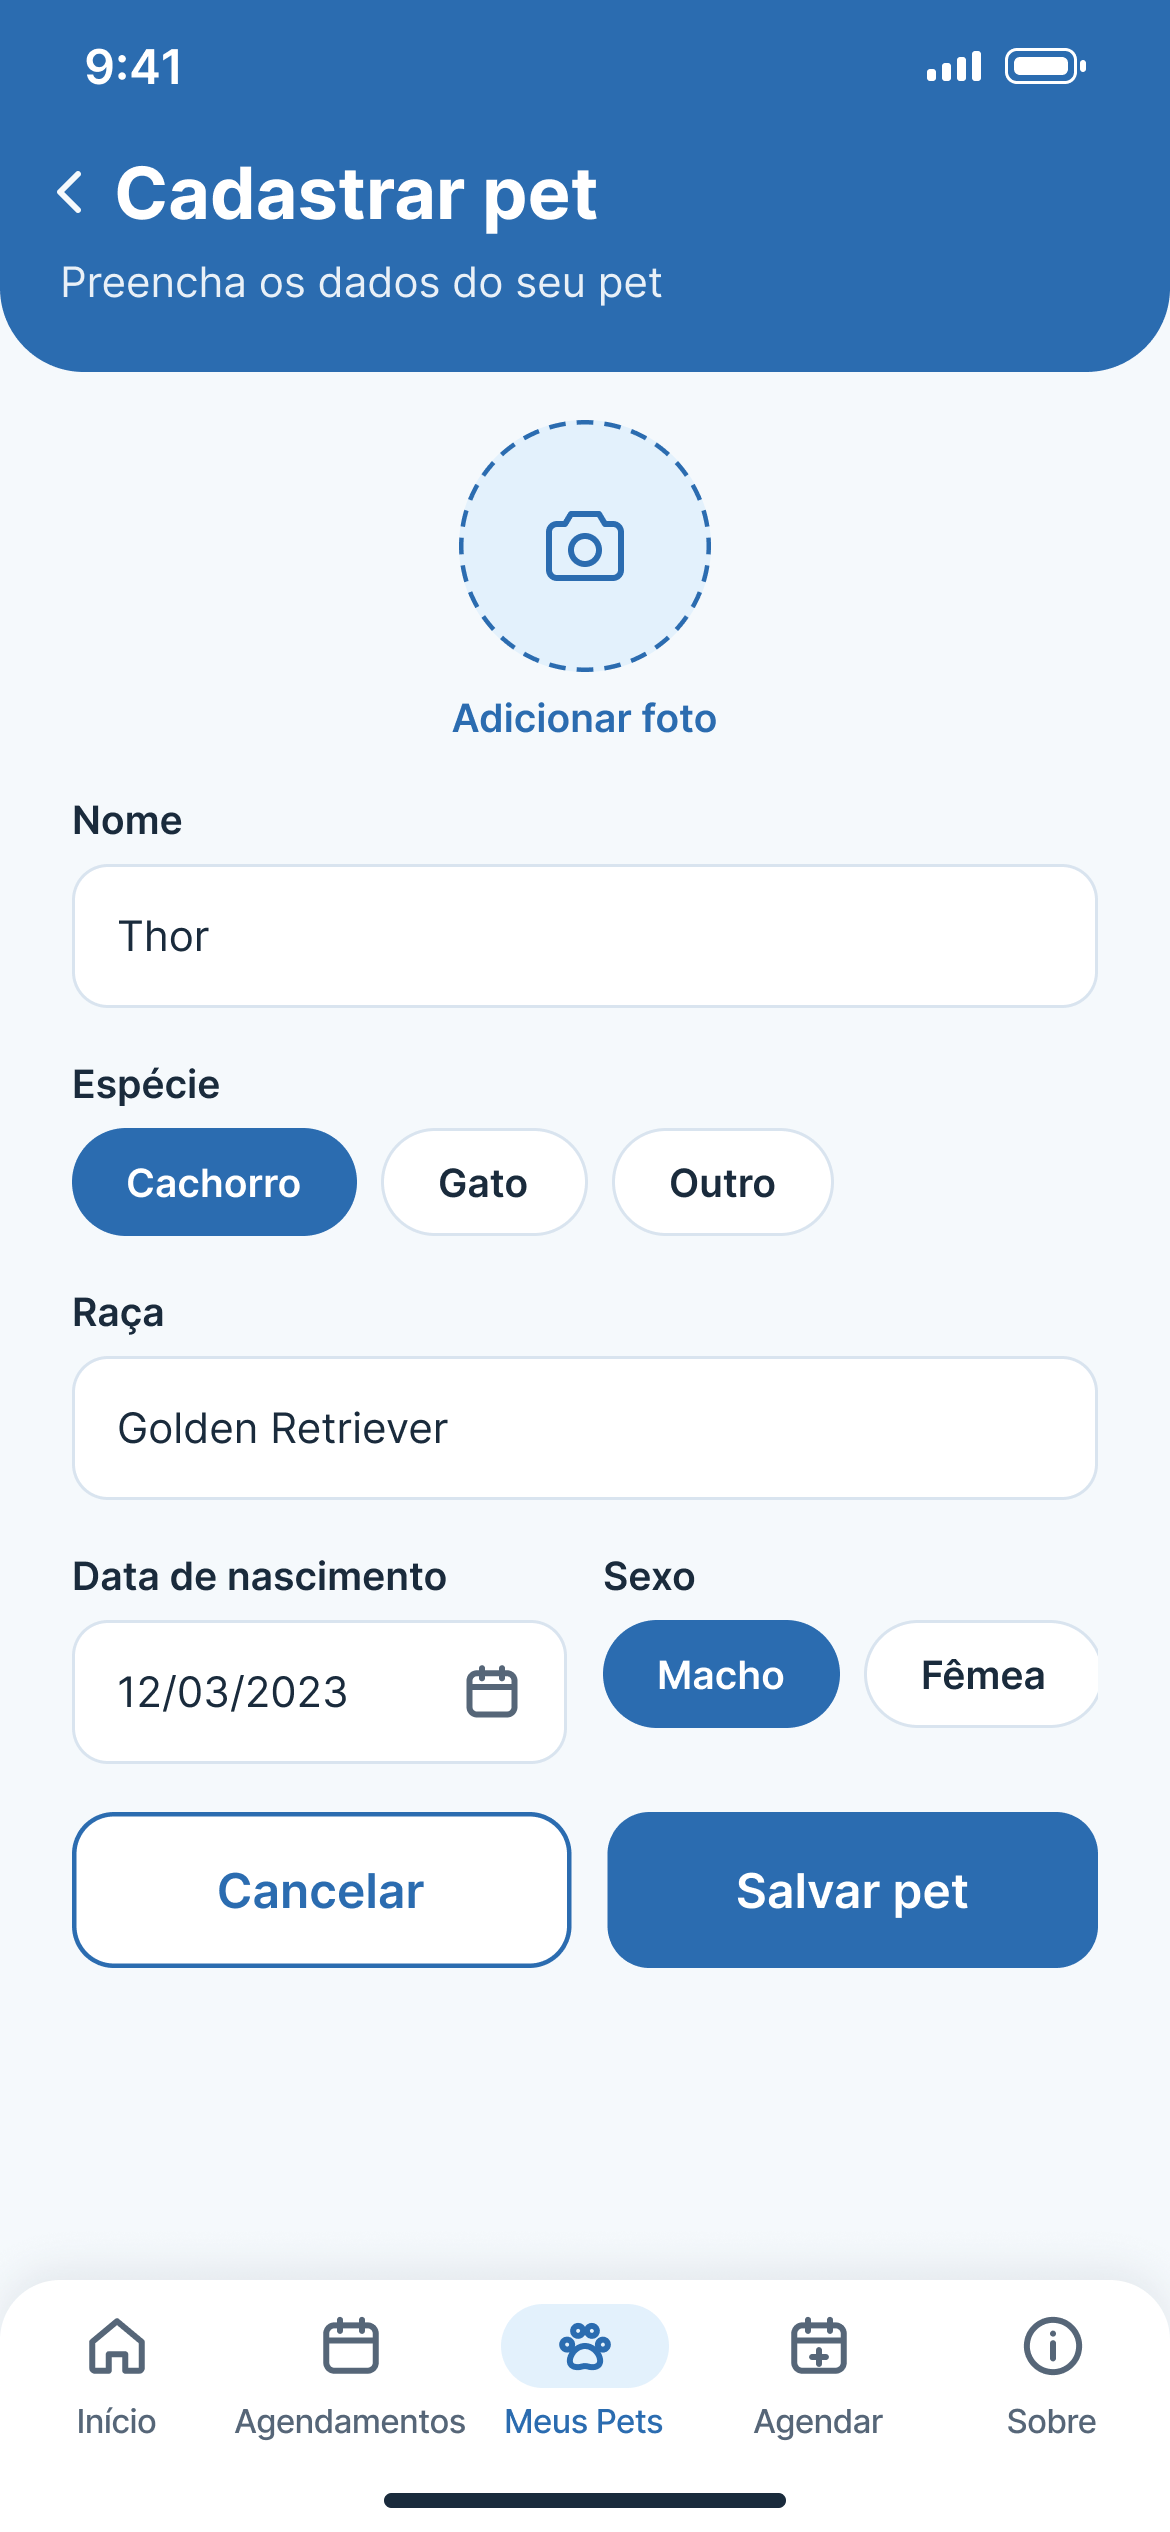 9:41
Cadastrar pet
Preencha os dados do seu pet
Adicionar foto
Nome
Thor
Espécie
Cachorro Gato Outro
Raça
Golden Retriever
Data de nascimento Sexo
12/03/2023 Macho Fêmea
Cancelar Salvar pet
Início Agendamentos Meus Pets Agendar Sobre